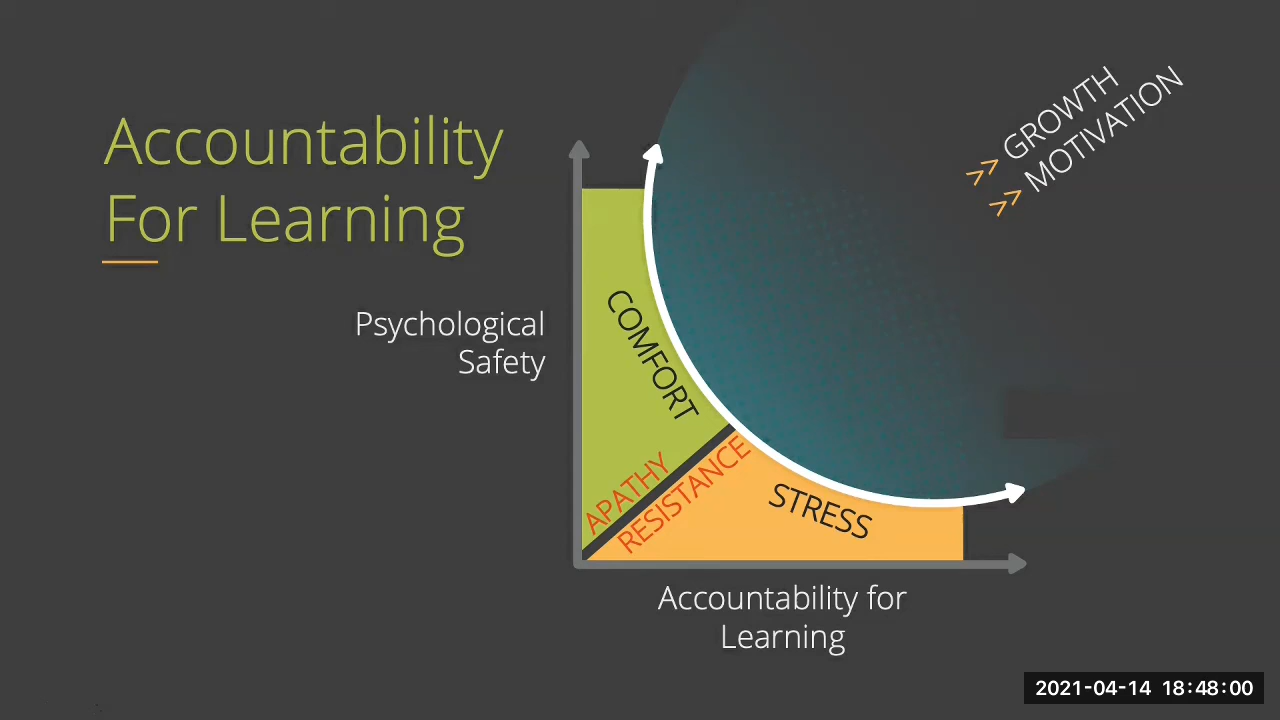 Accountability
For Learning
>> GROWTH
>> MOTIVATION
Psychological
Safety
COMFORT
APATHY
RESISTANCE
STRESS
Accountability for
Learning
2021-04-14 18:48:00